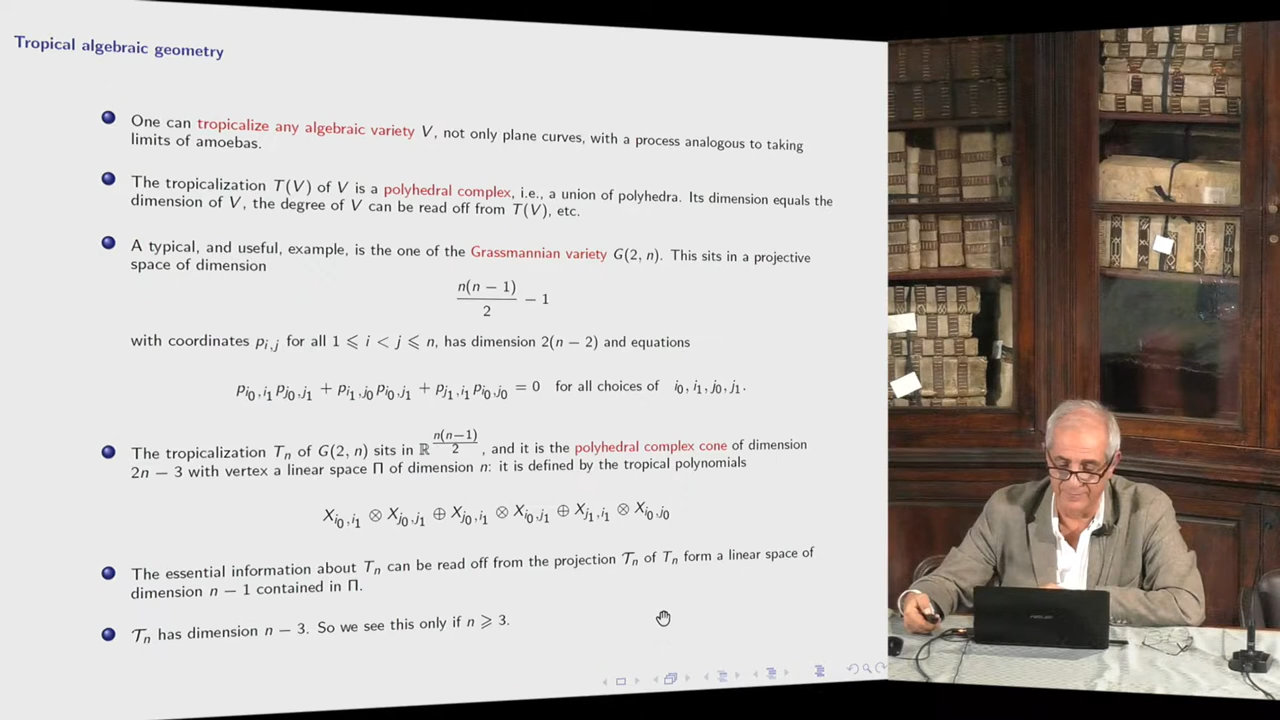 Tropical algebraic geometry
One can tropicalize any algebraic variety V, not only plane curves, with a process analogous to taking
limits of amoebas.
The tropicalization T(V) of V is a polyhedral complex, i.e., a union of polyhedra. Its dimension equals the
dimension of V, the degree of V can be read off from T(V), etc.
A typical, and useful, example, is the one of the Grassmannian variety G(2, n). This sits in a projective
space of dimension
n(n − 1)/2 − 1
with coordinates p_{i,j} for all 1 ⩽ i < j ⩽ n, has dimension 2(n − 2) and equations
p_{i₀,i₁}p_{j₀,j₁} + p_{i₁,j₀}p_{i₀,j₁} + p_{j₁,i₁}p_{i₀,j₀} = 0 for all choices of i₀, i₁, j₀, j₁.
The tropicalization T_n of G(2, n) sits in ℝ^{n(n−1)/2}, and it is the polyhedral complex cone of dimension
2n − 3 with vertex a linear space Π of dimension n: it is defined by the tropical polynomials
X_{i₀,i₁} ⊗ X_{j₀,j₁} ⊕ X_{j₀,i₁} ⊗ X_{i₀,j₁} ⊕ X_{j₁,i₁} ⊗ X_{i₀,j₀}
The essential information about T_n can be read off from the projection 𝒯_n of T_n form a linear space of
dimension n − 1 contained in Π.
𝒯_n has dimension n − 3. So we see this only if n ⩾ 3.
ASUS